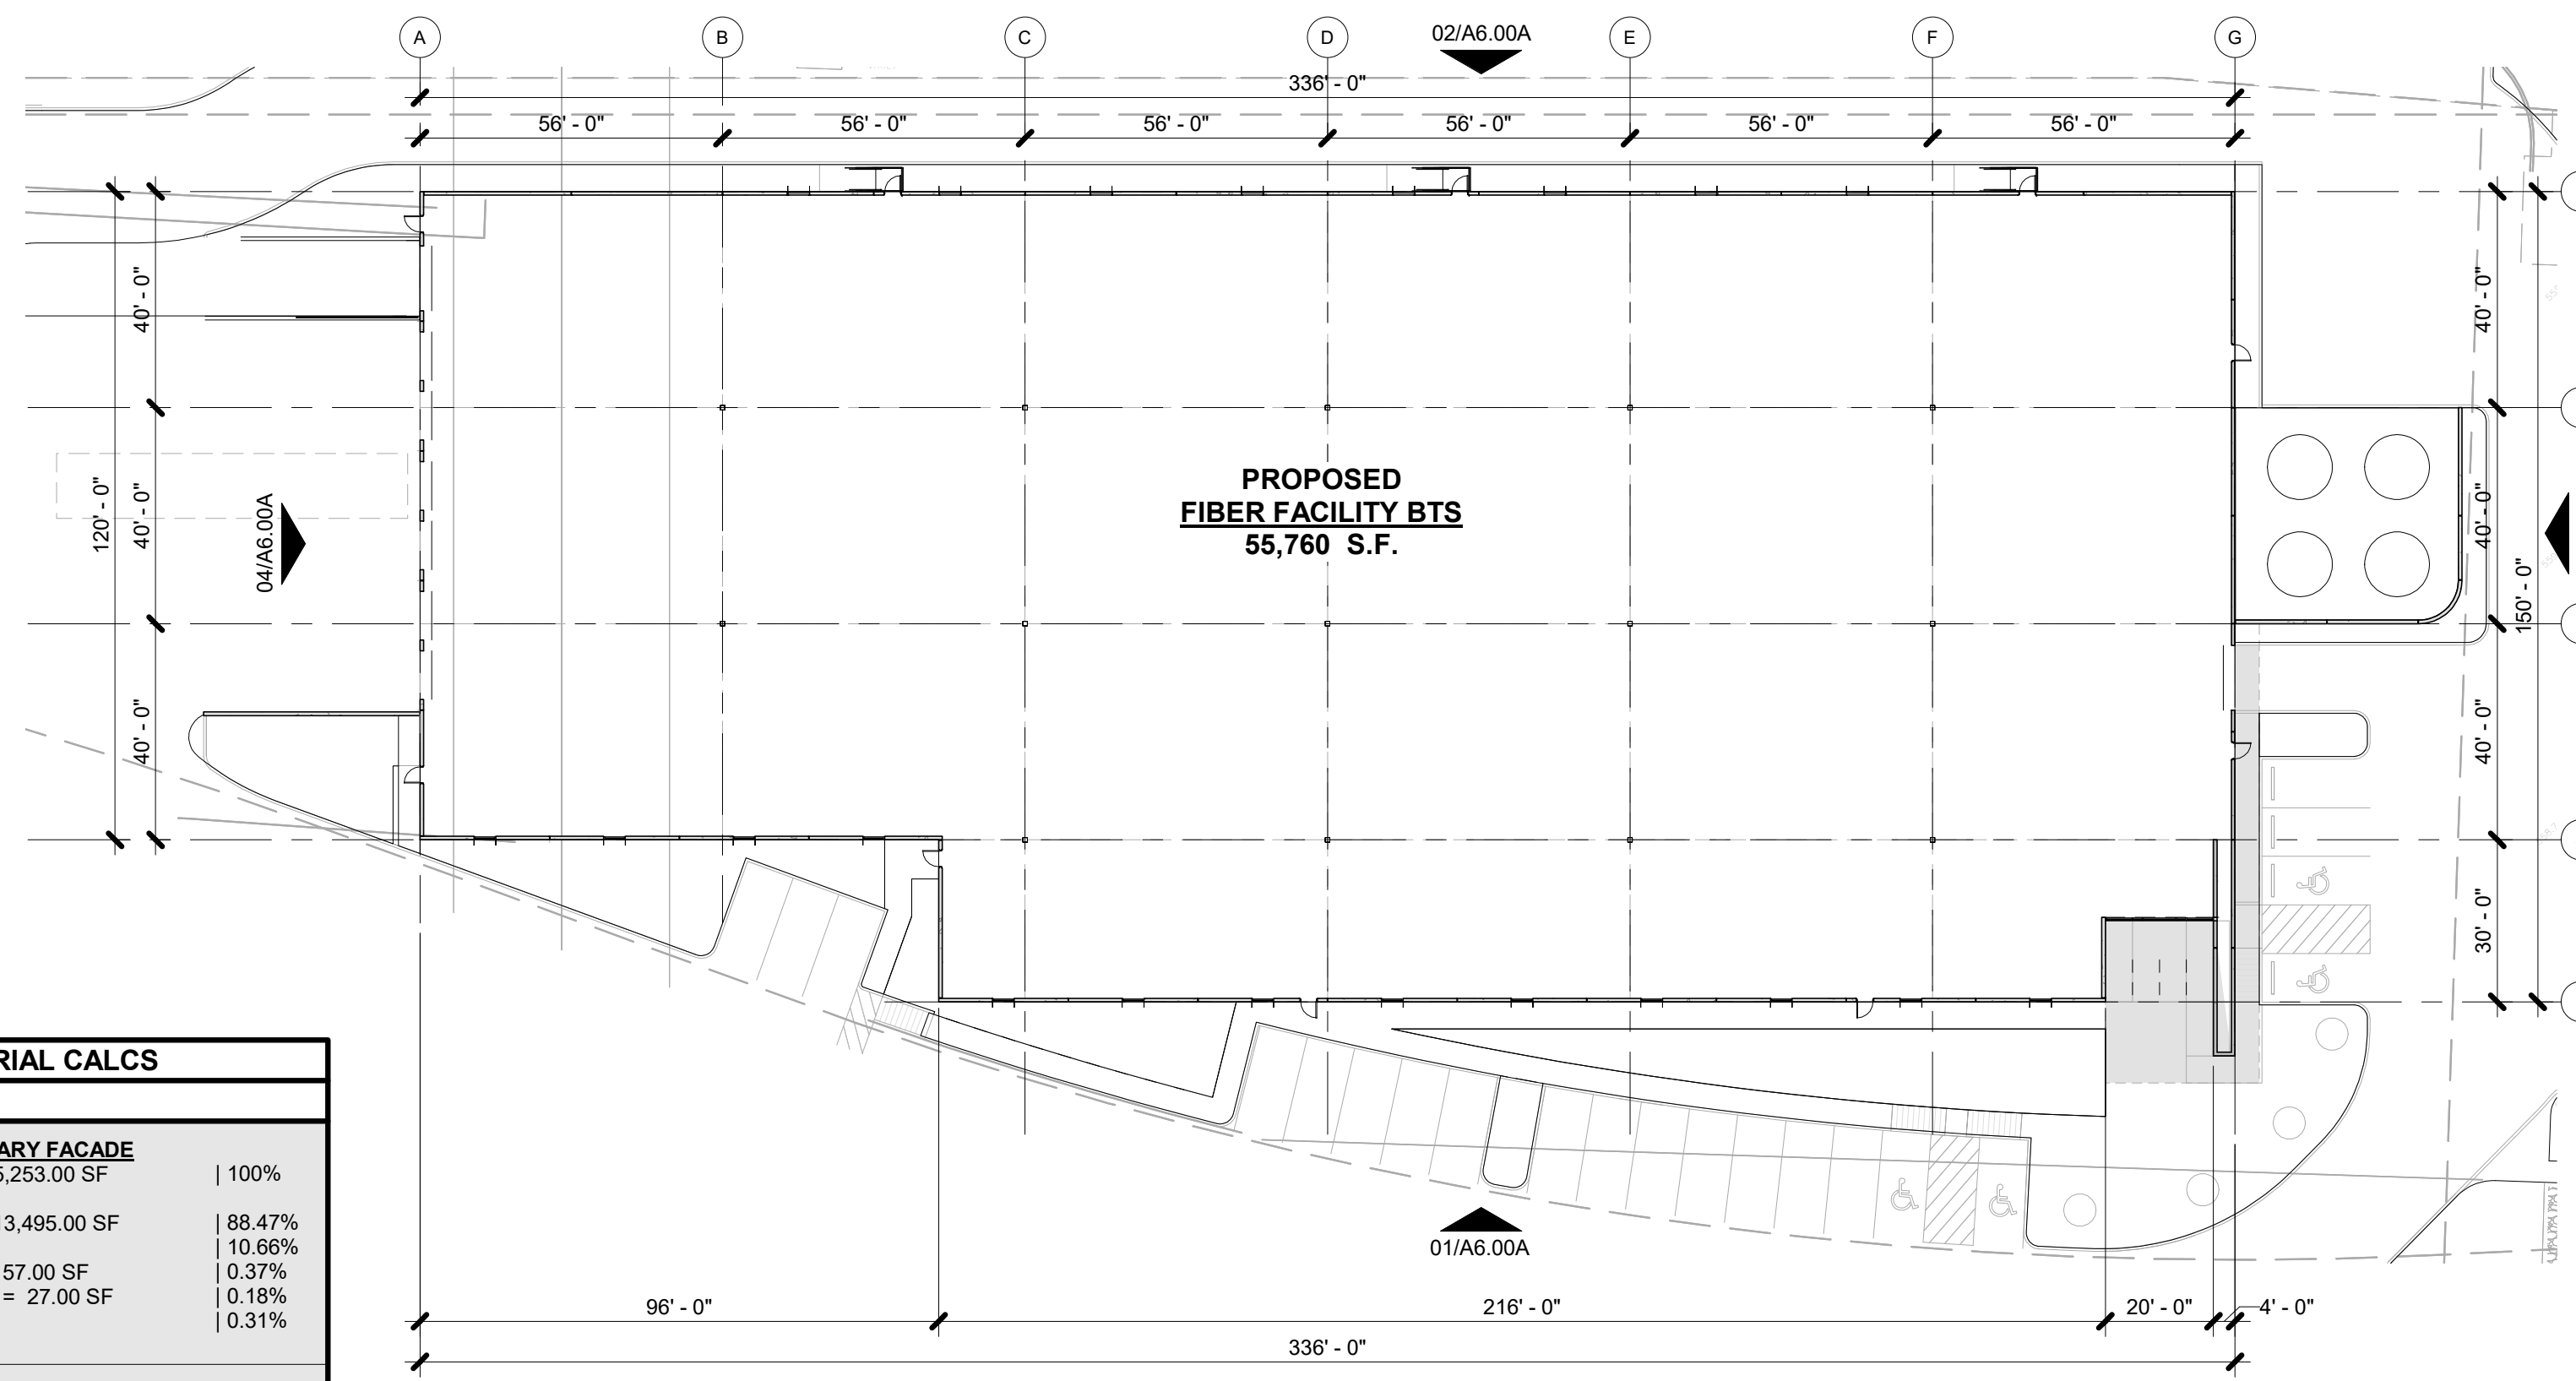 A
B
C
D
E
F
G
02/A6.00A
336' - 0"
56' - 0"
56' - 0"
56' - 0"
56' - 0"
56' - 0"
56' - 0"
40' - 0"
40' - 0"
40' - 0"
120' - 0"
04/A6.00A
PROPOSED
FIBER FACILITY BTS
55,760 S.F.
40' - 0"
40' - 0"
150' - 0"
40' - 0"
30' - 0"
RIAL CALCS
ARY FACADE
5,253.00 SF | 100%
13,495.00 SF | 88.47%
| 10.66%
57.00 SF | 0.37%
= 27.00 SF | 0.18%
| 0.31%
01/A6.00A
96' - 0"
216' - 0"
20' - 0"
4' - 0"
336' - 0"